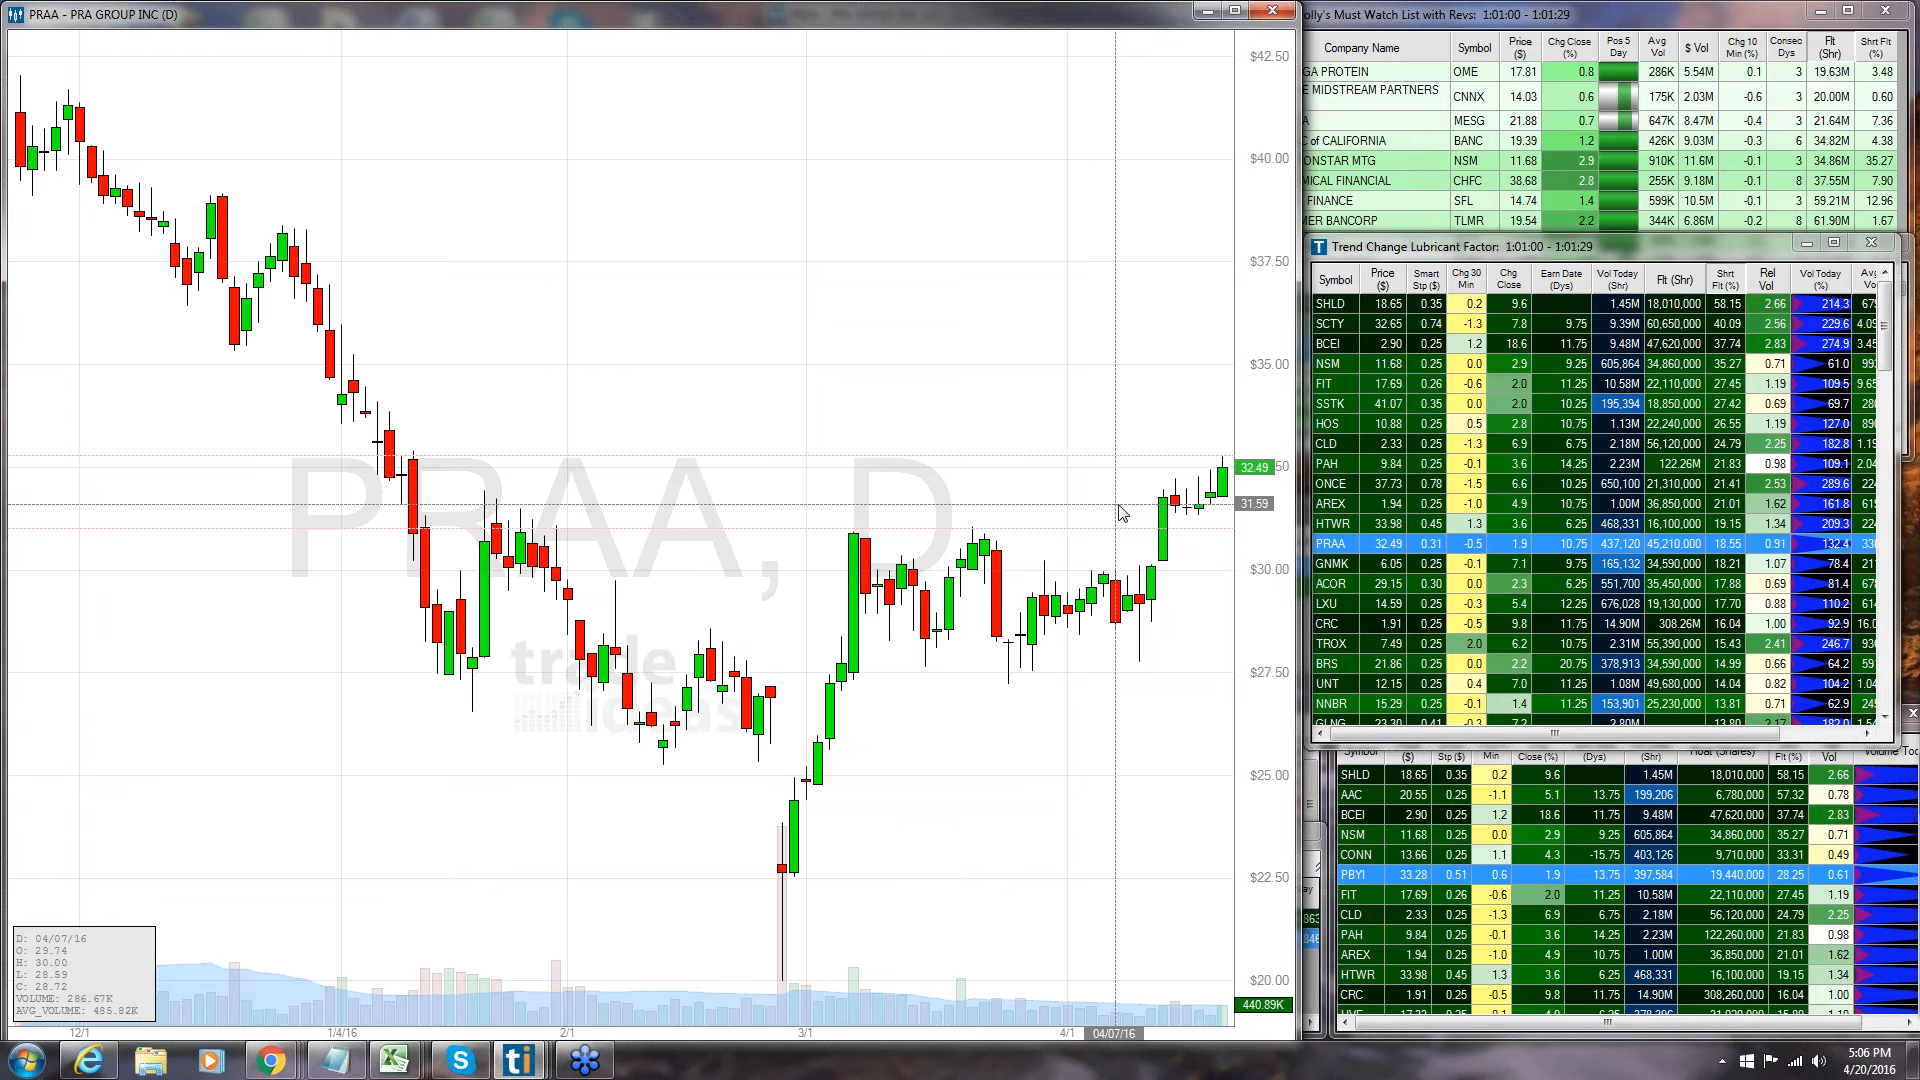 PRAA - PRA GROUP INC (D)
$42.50
$40.00
$37.50
$35.00
32.49
31.59
$30.00
$27.50
$25.00
$22.50
$20.00
440.89K
PRAA, D
trade
ideas
D: 04/07/16
O: 29.74
H: 30.00
L: 28.59
C: 28.72
VOLUME: 286.67K
AVG_VOLUME: 485.82K
12/1 1/4/16 2/1 3/1 4/1 04/07/16
olly's Must Watch List with Revs: 1:01:00 - 1:01:29
Company Name Symbol Price ($) Chg Close (%) Pos 5 Day Avg Vol $ Vol Chg 10 Min (%) Consec Dys Flt (Shr) Shrt Flt (%)
GA PROTEIN OME 17.81 0.8 286K 5.54M 0.1 3 19.63M 3.48
E MIDSTREAM PARTNERS CNNX 14.03 0.6 175K 2.03M -0.6 3 20.00M 0.60
A MESG 21.88 0.7 647K 8.47M -0.4 3 21.64M 7.36
C of CALIFORNIA BANC 19.39 1.2 426K 9.03M -0.3 6 34.82M 4.38
ONSTAR MTG NSM 11.68 2.9 910K 11.6M -0.1 3 34.86M 35.27
MICAL FINANCIAL CHFC 38.68 2.8 255K 9.18M -0.1 8 37.55M 7.90
FINANCE SFL 14.74 1.4 599K 10.5M -0.1 3 59.21M 12.96
MER BANCORP TLMR 19.54 2.2 344K 6.86M -0.2 8 61.90M 1.67
Trend Change Lubricant Factor: 1:01:00 - 1:01:29
Symbol Price ($) Smart Stp ($) Chg 30 Min Chg Close Earn Date (Dys) Vol Today (Shr) Flt (Shr) Shrt Flt (%) Rel Vol Vol Today (%)
SHLD 18.65 0.35 0.2 9.6 1.45M 18,010,000 58.15 2.66 214.3
SCTY 32.65 0.74 -1.3 7.8 9.75 9.39M 60,650,000 40.09 2.56 229.6
BCEI 2.90 0.25 1.2 18.6 11.75 9.48M 47,620,000 37.74 2.83 274.9
NSM 11.68 0.25 0.0 2.9 9.25 605,864 34,860,000 35.27 0.71 61.0
FIT 17.69 0.26 -0.6 2.0 11.25 10.58M 22,110,000 27.45 1.19 109.5
SSTK 41.07 0.35 0.0 2.0 10.25 195,394 18,850,000 27.42 0.69 69.7
HOS 10.88 0.25 0.5 2.8 10.75 1.13M 22,240,000 26.55 1.19 127.0
CLD 2.33 0.25 -1.3 6.9 6.75 2.18M 56,120,000 24.79 2.25 182.8
PAH 9.84 0.25 -0.1 3.6 14.25 2.23M 122.26M 21.83 0.98 109.1
ONCE 37.73 0.78 -1.5 6.6 10.25 650,100 21,310,000 21.41 2.53 289.6
AREX 1.94 0.25 -1.0 4.9 10.75 1.00M 36,850,000 21.01 1.62 161.8
HTWR 33.98 0.45 1.3 3.6 6.25 468,331 16,100,000 19.15 1.34 209.3
PRAA 32.49 0.31 -0.5 1.9 10.75 437,120 45,210,000 18.55 0.91 132.4
GNMK 6.05 0.25 -0.1 7.1 9.75 165,132 34,590,000 18.21 1.07 78.4
ACOR 29.15 0.30 0.0 2.3 6.25 551,700 35,450,000 17.88 0.69 81.4
LXU 14.59 0.25 -0.3 5.4 12.25 676,028 19,130,000 17.70 0.88 110.2
CRC 1.91 0.25 -0.5 9.8 11.75 14.90M 308.26M 16.04 1.00 92.9
TROX 7.49 0.25 2.0 6.2 10.75 2.31M 55,390,000 15.43 2.41 246.7
BRS 21.86 0.25 0.0 2.2 20.75 378,913 34,590,000 14.99 0.66 64.2
UNT 12.15 0.25 0.4 7.0 11.25 1.08M 49,680,000 14.04 0.82 104.2
NNBR 15.29 0.25 -0.1 1.4 11.25 153,901 25,230,000 13.81 0.71 62.9
Symbol ($) Stp ($) Min Close (%) (Dys) (Shr) Float (Shares) Flt (%) Vol
SHLD 18.65 0.35 0.2 9.6 1.45M 18,010,000 58.15 2.66
AAC 20.55 0.25 -1.1 5.1 13.75 199,206 6,780,000 57.32 0.78
BCEI 2.90 0.25 1.2 18.6 11.75 9.48M 47,620,000 37.74 2.83
NSM 11.68 0.25 0.0 2.9 9.25 605,864 34,860,000 35.27 0.71
CONN 13.66 0.25 1.1 4.3 -15.75 403,126 9,710,000 33.31 0.49
PBYI 33.28 0.51 0.6 1.9 13.75 397,584 19,440,000 28.25 0.61
FIT 17.69 0.26 -0.6 2.0 11.25 10.58M 22,110,000 27.45 1.19
CLD 2.33 0.25 -1.3 6.9 6.75 2.18M 56,120,000 24.79 2.25
PAH 9.84 0.25 -0.1 3.6 14.25 2.23M 122,260,000 21.83 0.98
AREX 1.94 0.25 -1.0 4.9 10.75 1.00M 36,850,000 21.01 1.62
HTWR 33.98 0.45 1.3 3.6 6.25 468,331 16,100,000 19.15 1.34
CRC 1.91 0.25 -0.5 9.8 11.75 14.90M 308,260,000 16.04 1.00
5:06 PM
4/20/2016